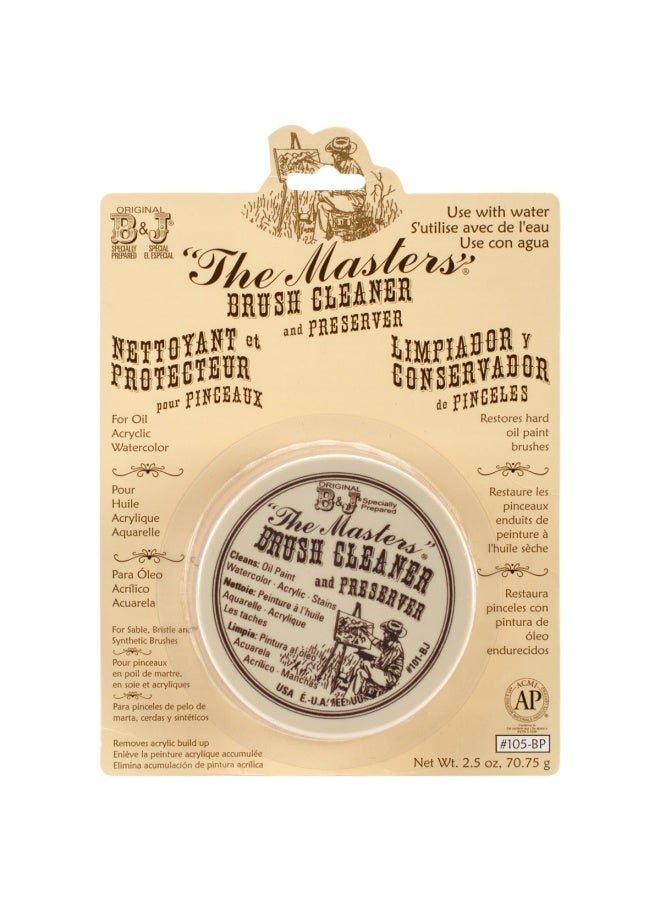 ORIGINAL
B&J®
SPECIALLY PREPARED
SPÉCIAL
EL ESPECIAL
Use with water
S'utilise avec de l'eau
Use con agua
"The Masters"®
BRUSH CLEANER
and PRESERVER
NETTOYANT et
PROTECTEUR
pour PINCEAUX
LIMPIADOR Y
CONSERVADOR
de PINCELES
For Oil
Acryclic
Watercolor
Pour
Huile
Acrylique
Aquarelle
Para Óleo
Acrílico
Acuarela
For Sable, Bristle and
Synthetic Brushes
Pour pinceaux
en poil de martre,
en soie et acryliques
Para pinceles de pelo de
marta, cerdas y sintéticos
Removes acrylic build up
Enlève la peinture acrylique accumulée
Elimina acumulación de pintura acrílica
Restores hard
oil paint
brushes
Restaure les
pinceaux
enduits de
peinture à
l'huile sèche
Restaura
pinceles con
pintura de
óleo
endurecidos
ORIGINAL
B&J Specially
Prepared
"The Masters"®
BRUSH CLEANER
and PRESERVER
Cleans: Oil Paint
Watercolor · Acrylic · Stains
Nettoie: Peinture à l'huile
Aquarelle · Acrylique
Les taches
Limpia: Pintura al óleo
Acuarela
Acrílico · Manchas
USA
#101-BJ
ACMI
AP
#105-BP
Net Wt. 2.5 oz, 70.75 g